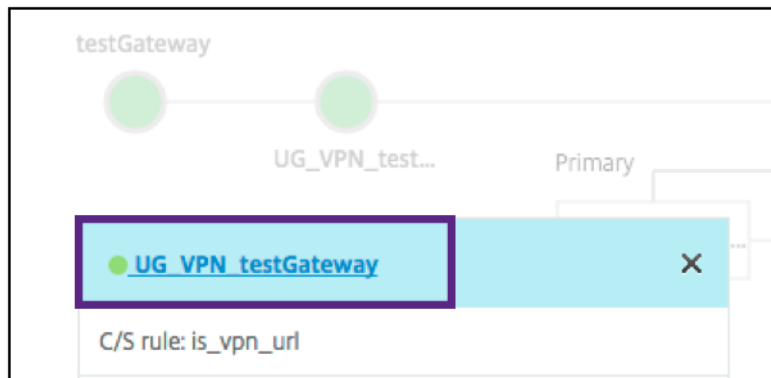 testGateway
UG_VPN_test...
Primary
...
UG_VPN_testGateway
C/S rule: is_vpn_url